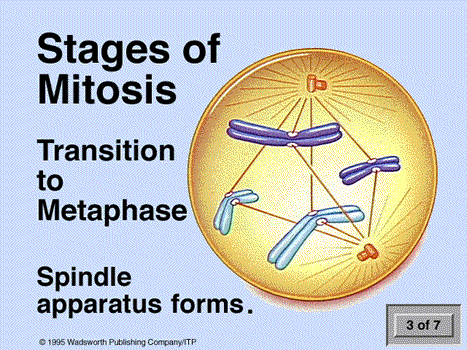 Stages of
Mitosis
Transition
to
Metaphase
Spindle
apparatus forms.
© 1995 Wadsworth Publishing Company/ITP
3 of 7